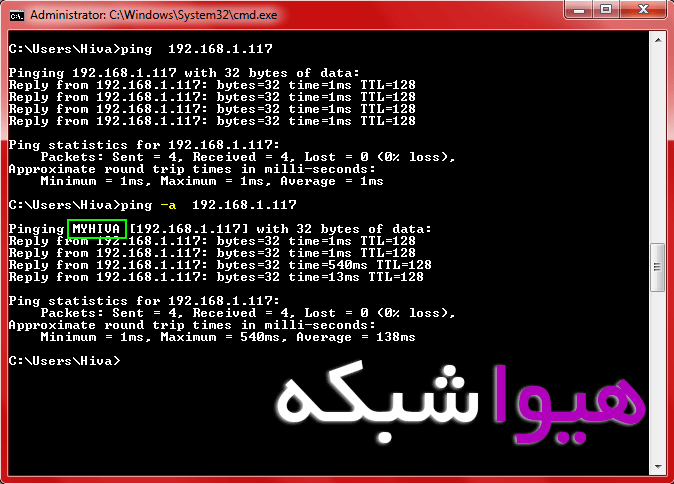 Administrator: C:\Windows\System32\cmd.exe
C:\Users\Hiva>ping  192.168.1.117
Pinging 192.168.1.117 with 32 bytes of data:
Reply from 192.168.1.117: bytes=32 time=1ms TTL=128
Reply from 192.168.1.117: bytes=32 time=1ms TTL=128
Reply from 192.168.1.117: bytes=32 time=1ms TTL=128
Reply from 192.168.1.117: bytes=32 time=1ms TTL=128
Ping statistics for 192.168.1.117:
    Packets: Sent = 4, Received = 4, Lost = 0 (0% loss),
Approximate round trip times in milli-seconds:
    Minimum = 1ms, Maximum = 1ms, Average = 1ms
C:\Users\Hiva>ping -a  192.168.1.117
Pinging MYHIVA [192.168.1.117] with 32 bytes of data:
Reply from 192.168.1.117: bytes=32 time=1ms TTL=128
Reply from 192.168.1.117: bytes=32 time=1ms TTL=128
Reply from 192.168.1.117: bytes=32 time=540ms TTL=128
Reply from 192.168.1.117: bytes=32 time=13ms TTL=128
Ping statistics for 192.168.1.117:
    Packets: Sent = 4, Received = 4, Lost = 0 (0% loss),
Approximate round trip times in milli-seconds:
    Minimum = 1ms, Maximum = 540ms, Average = 138ms
C:\Users\Hiva>
هیوا شبکه